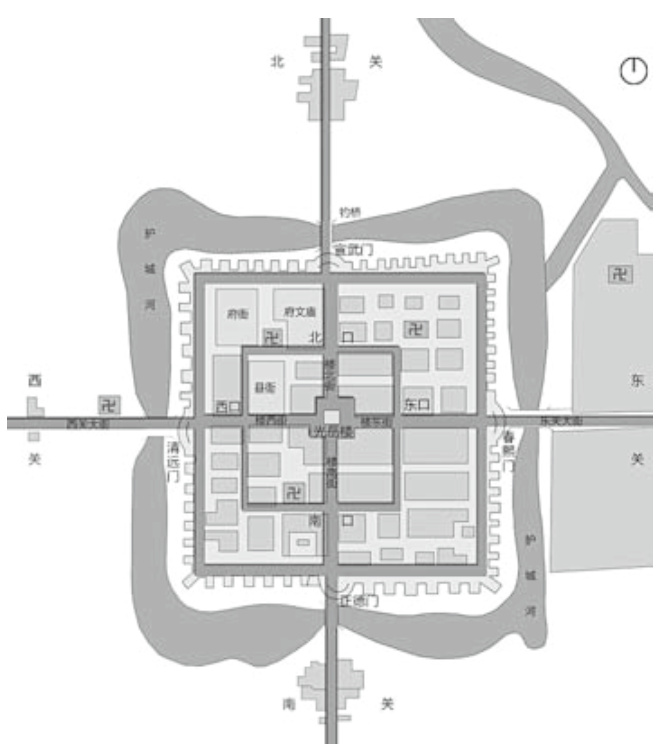 北 关
钓桥
宣武门
护城河
府街
府文庙
卍
北 口
卍
卍
县街
楼北街
西
关
卍
西关大街
西口
楼西街
光岳楼
楼东街
东口
东
关
东关大街
清远门
春熙门
楼南街
卍
南 口
护城河
正德门
南 关